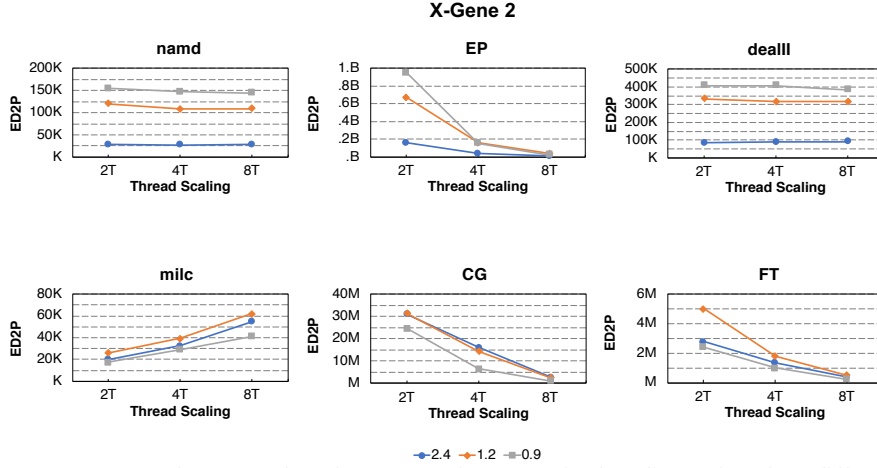 X-Gene 2
namd
200K
150K
100K
50K
K
ED2P
2T 4T 8T
Thread Scaling
EP
1.B
.8B
.6B
.4B
.2B
.B
ED2P
2T 4T 8T
Thread Scaling
dealII
500K
400K
300K
200K
100K
K
ED2P
2T 4T 8T
Thread Scaling
milc
80K
60K
40K
20K
K
ED2P
2T 4T 8T
Thread Scaling
CG
40M
30M
20M
10M
M
ED2P
2T 4T 8T
Thread Scaling
FT
6M
4M
2M
M
ED2P
2T 4T 8T
Thread Scaling
2.4 1.2 0.9